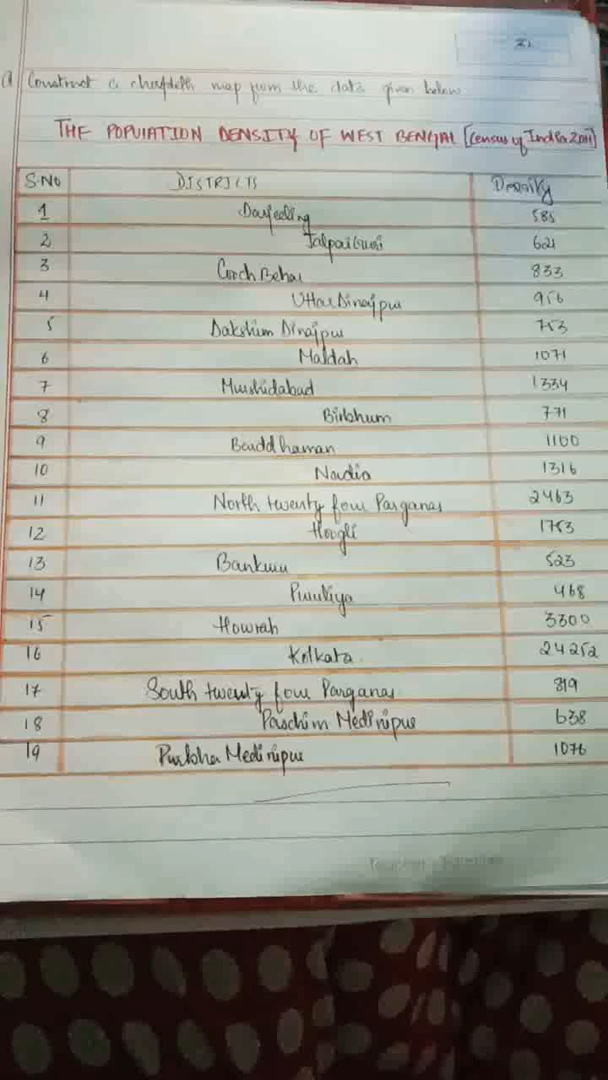 21
Q Construct a choropleth map from the data given below
THE POPULATION DENSITY OF WEST BENGAL [Census of India 2011]
S.NO DISTRICTS Density
1 Darjeeling 585
2 Jalpaiguri 621
3 Cooch Behar 833
4 Uttar Dinajpur 956
5 Dakshin Dinajpur 753
6 Maldah 1071
7 Murshidabad 1334
8 Birbhum 771
9 Barddhaman 1100
10 Nadia 1316
11 North twenty four Parganas 2463
12 Hoogli 1753
13 Bankura 523
14 Puruliya 468
15 Howrah 3300
16 Kolkata 24252
17 South twenty four Parganas 819
18 Paschim Medinipur 638
19 Purbha Medinipur 1076